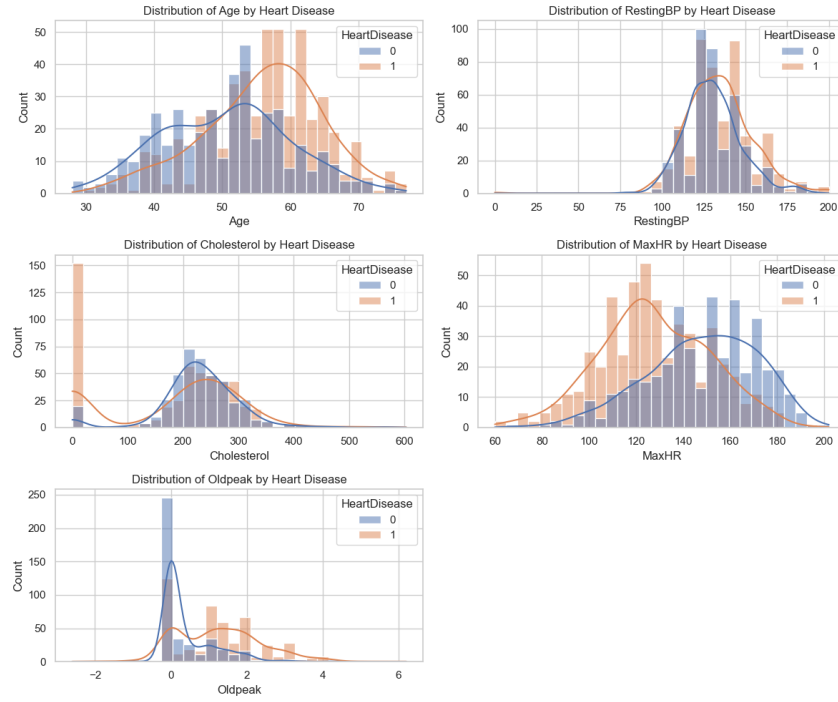 Distribution of Age by Heart Disease
50
40
30
20
10
0
Count
30 40 50 60 70
Age
HeartDisease
0
1
Distribution of RestingBP by Heart Disease
100
80
60
40
20
0
Count
0 25 50 75 100 125 150 175 200
RestingBP
HeartDisease
0
1
Distribution of Cholesterol by Heart Disease
150
125
100
75
50
25
0
Count
0 100 200 300 400 500 600
Cholesterol
HeartDisease
0
1
Distribution of MaxHR by Heart Disease
50
40
30
20
10
0
Count
60 80 100 120 140 160 180 200
MaxHR
HeartDisease
0
1
Distribution of Oldpeak by Heart Disease
250
200
150
100
50
0
Count
−2 0 2 4 6
Oldpeak
HeartDisease
0
1